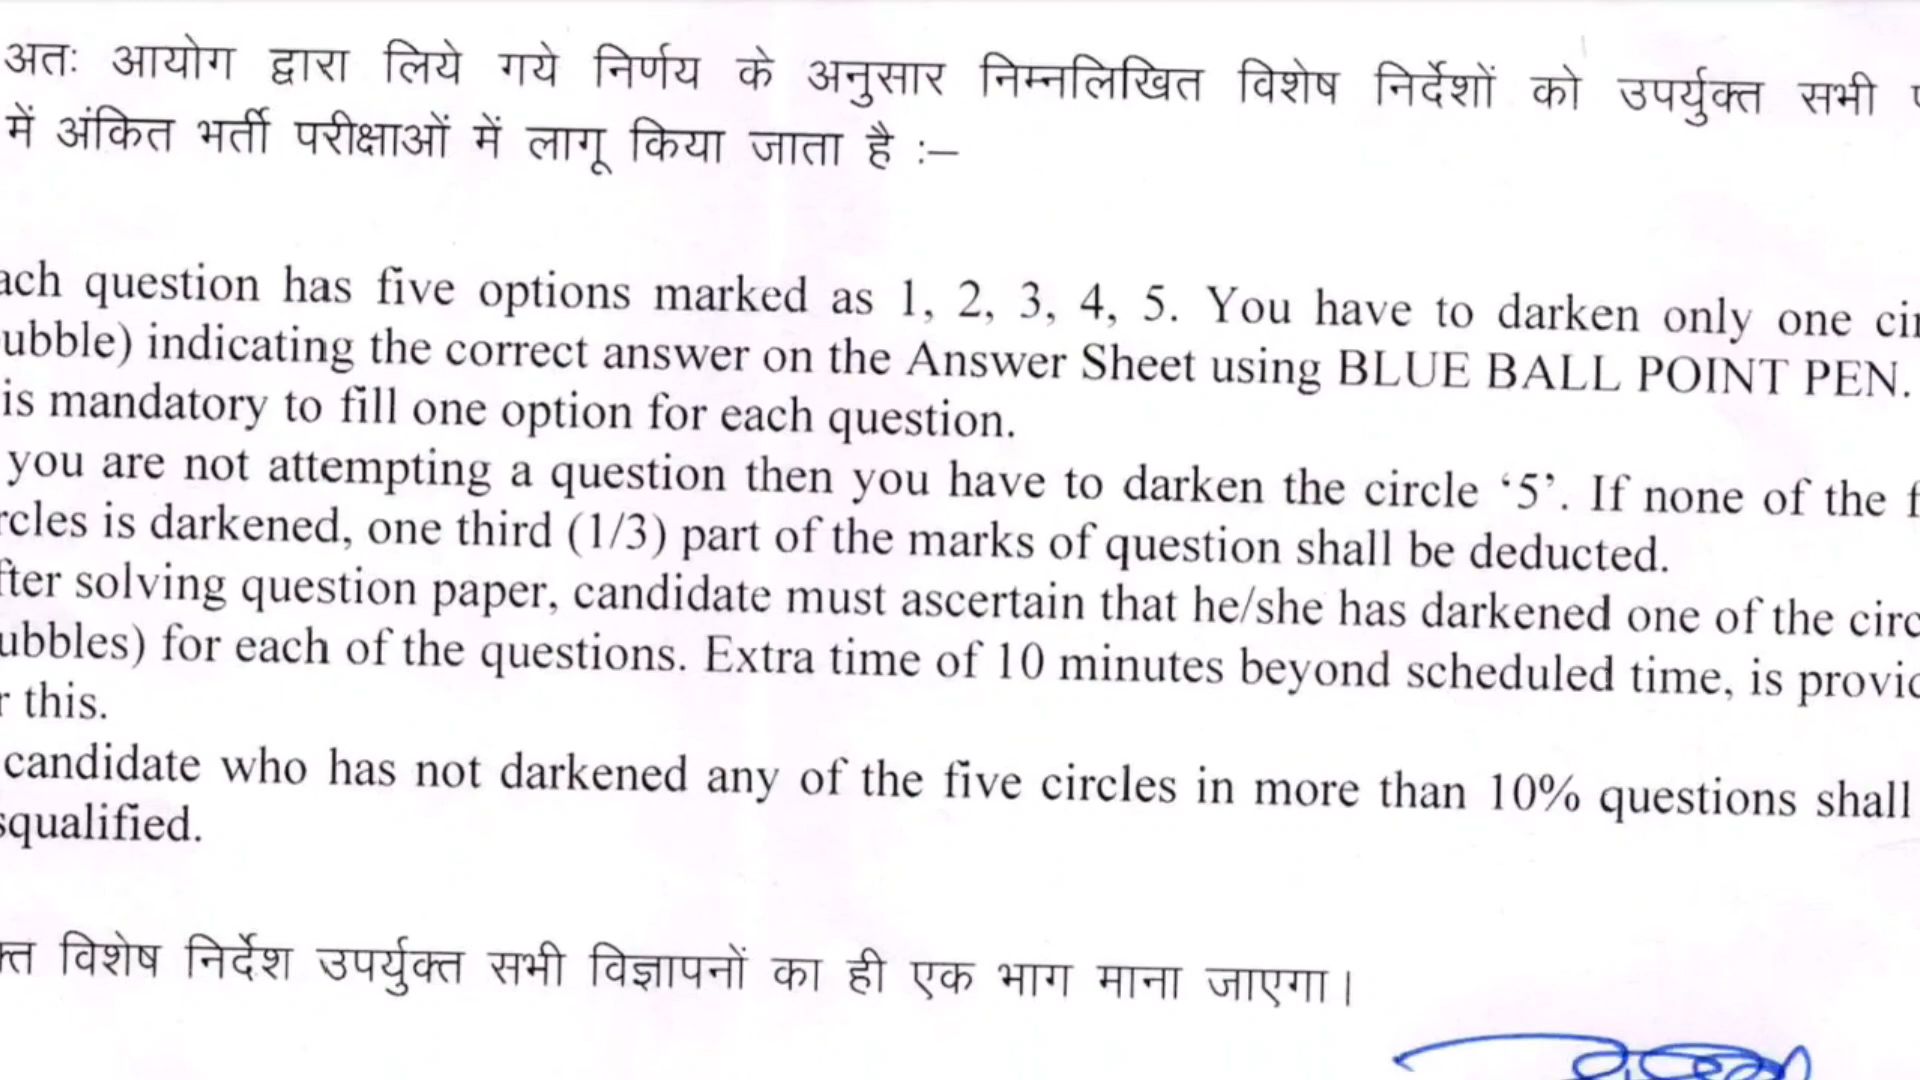 अतः आयोग द्वारा लिये गये निर्णय के अनुसार निम्नलिखित विशेष निर्देशों को उपर्युक्त सभी
में अंकित भर्ती परीक्षाओं में लागू किया जाता है :–
ach question has five options marked as 1, 2, 3, 4, 5. You have to darken only one cir
ubble) indicating the correct answer on the Answer Sheet using BLUE BALL POINT PEN.
is mandatory to fill one option for each question.
you are not attempting a question then you have to darken the circle ‘5’. If none of the f
rcles is darkened, one third (1/3) part of the marks of question shall be deducted.
fter solving question paper, candidate must ascertain that he/she has darkened one of the circ
ubbles) for each of the questions. Extra time of 10 minutes beyond scheduled time, is provid
r this.
candidate who has not darkened any of the five circles in more than 10% questions shall
squalified.
क्त विशेष निर्देश उपर्युक्त सभी विज्ञापनों का ही एक भाग माना जाएगा।